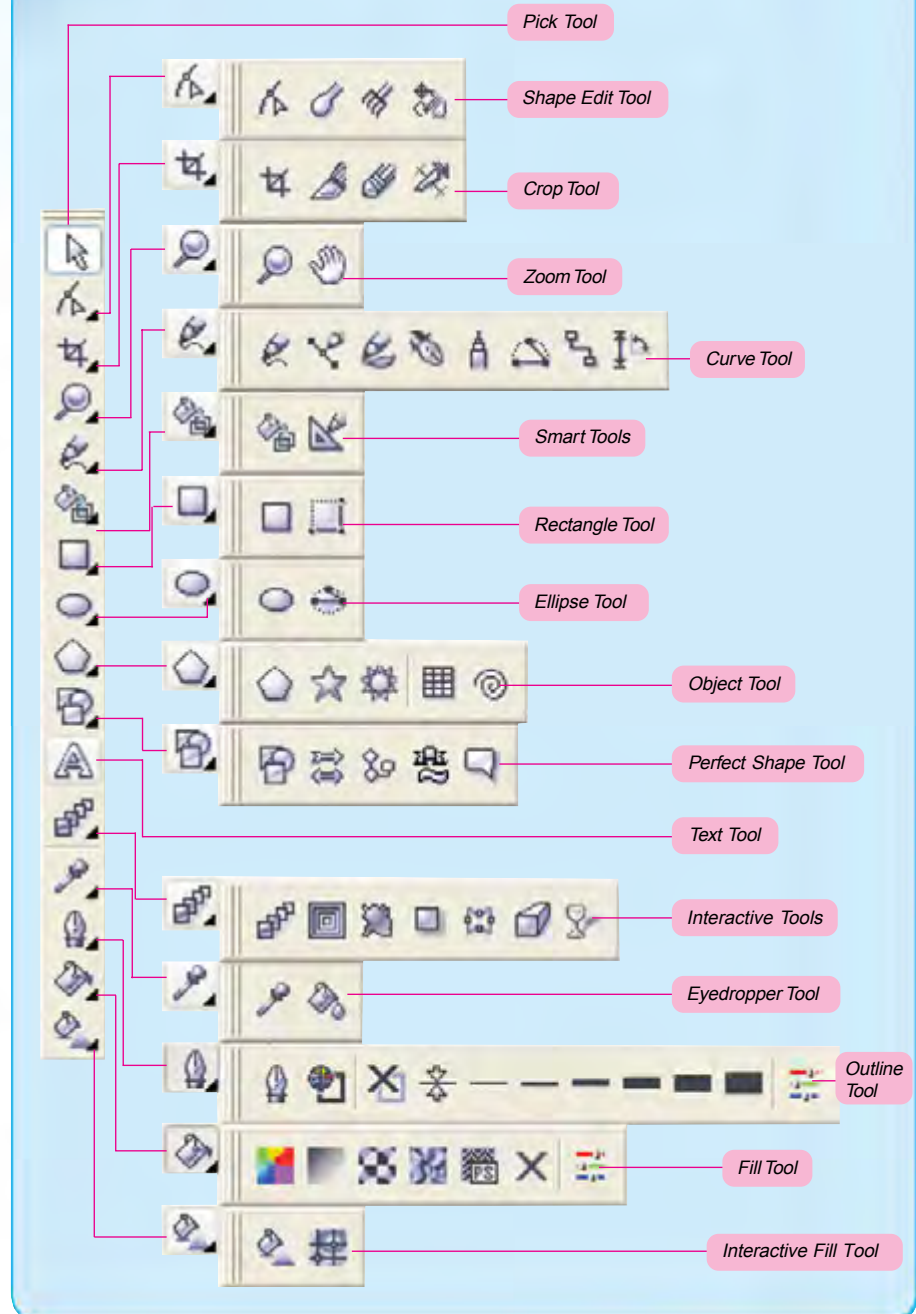 Pick Tool
Shape Edit Tool
Crop Tool
Zoom Tool
Curve Tool
Smart Tools
Rectangle Tool
Ellipse Tool
Object Tool
Perfect Shape Tool
Text Tool
Interactive Tools
Eyedropper Tool
Outline
Tool
PS
Fill Tool
Interactive Fill Tool